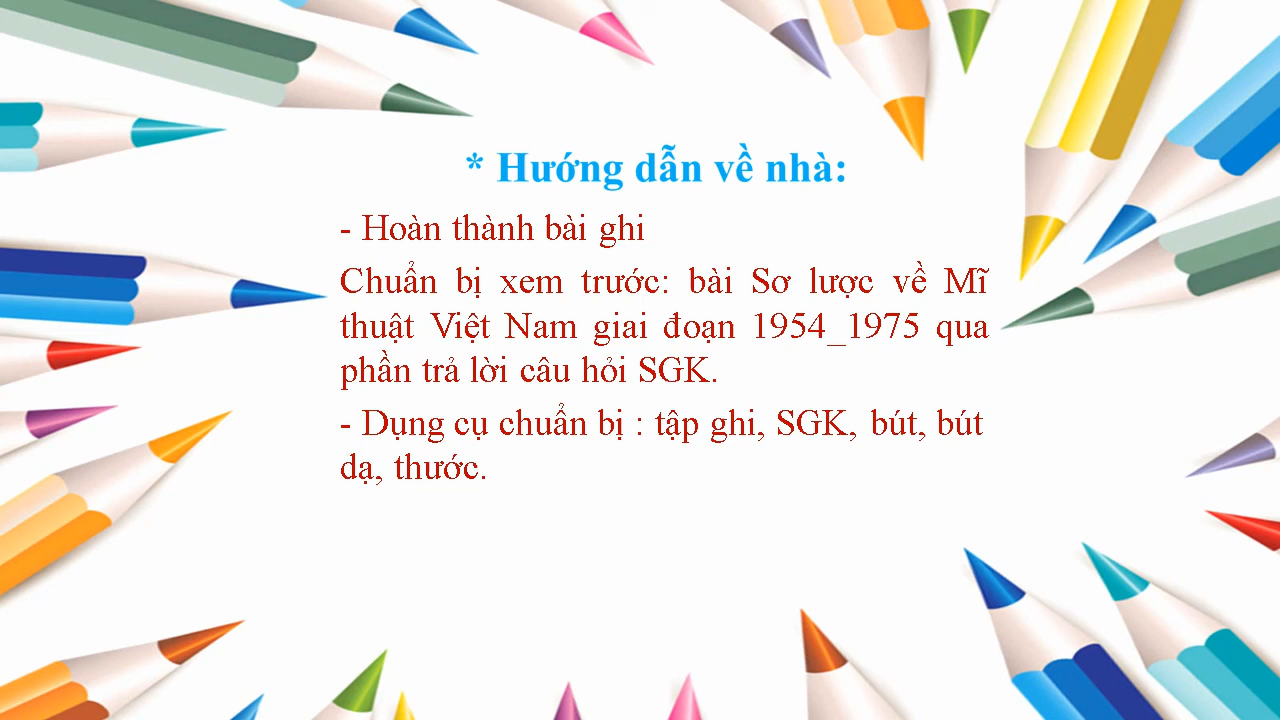 * Hướng dẫn về nhà:
- Hoàn thành bài ghi
Chuẩn bị xem trước: bài Sơ lược về Mĩ
thuật Việt Nam giai đoạn 1954_1975 qua
phần trả lời câu hỏi SGK.
- Dụng cụ chuẩn bị : tập ghi, SGK, bút, bút
dạ, thước.